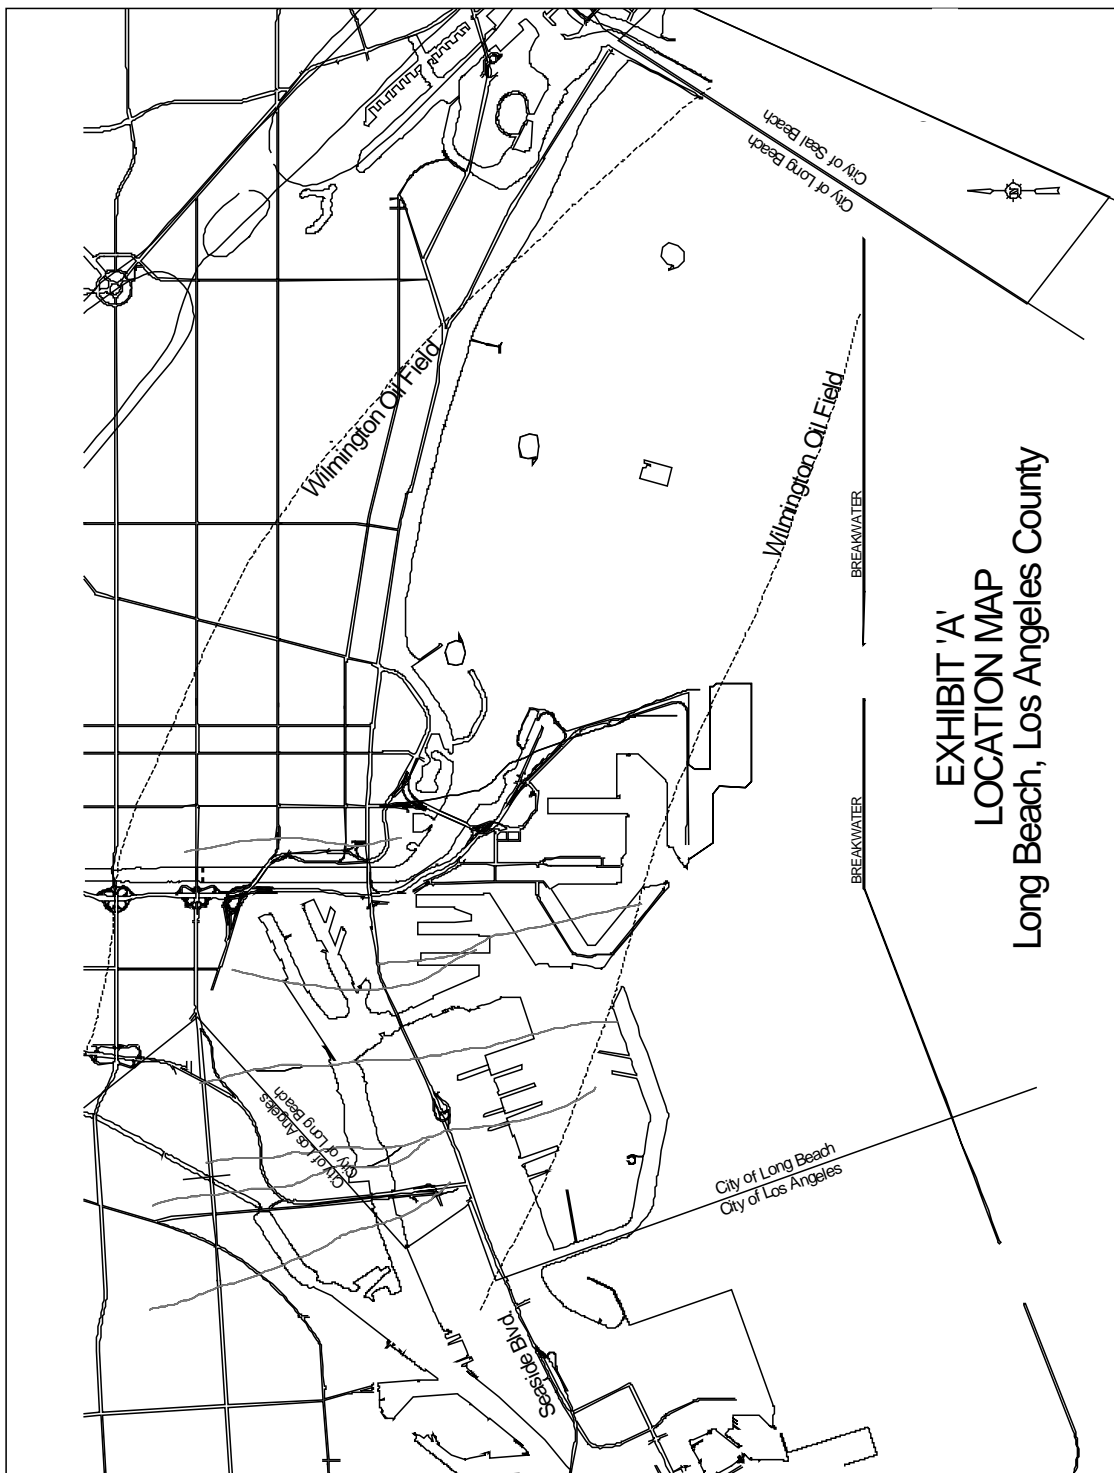 City of Seal Beach
City of Long Beach
N
Wilmington Oil Field
Wilmington Oil Field
BREAKWATER
BREAKWATER
City of Los Angeles
City of Long Beach
City of Long Beach
City of Los Angeles
Seaside Blvd.
EXHIBIT 'A'
LOCATION MAP
Long Beach, Los Angeles County